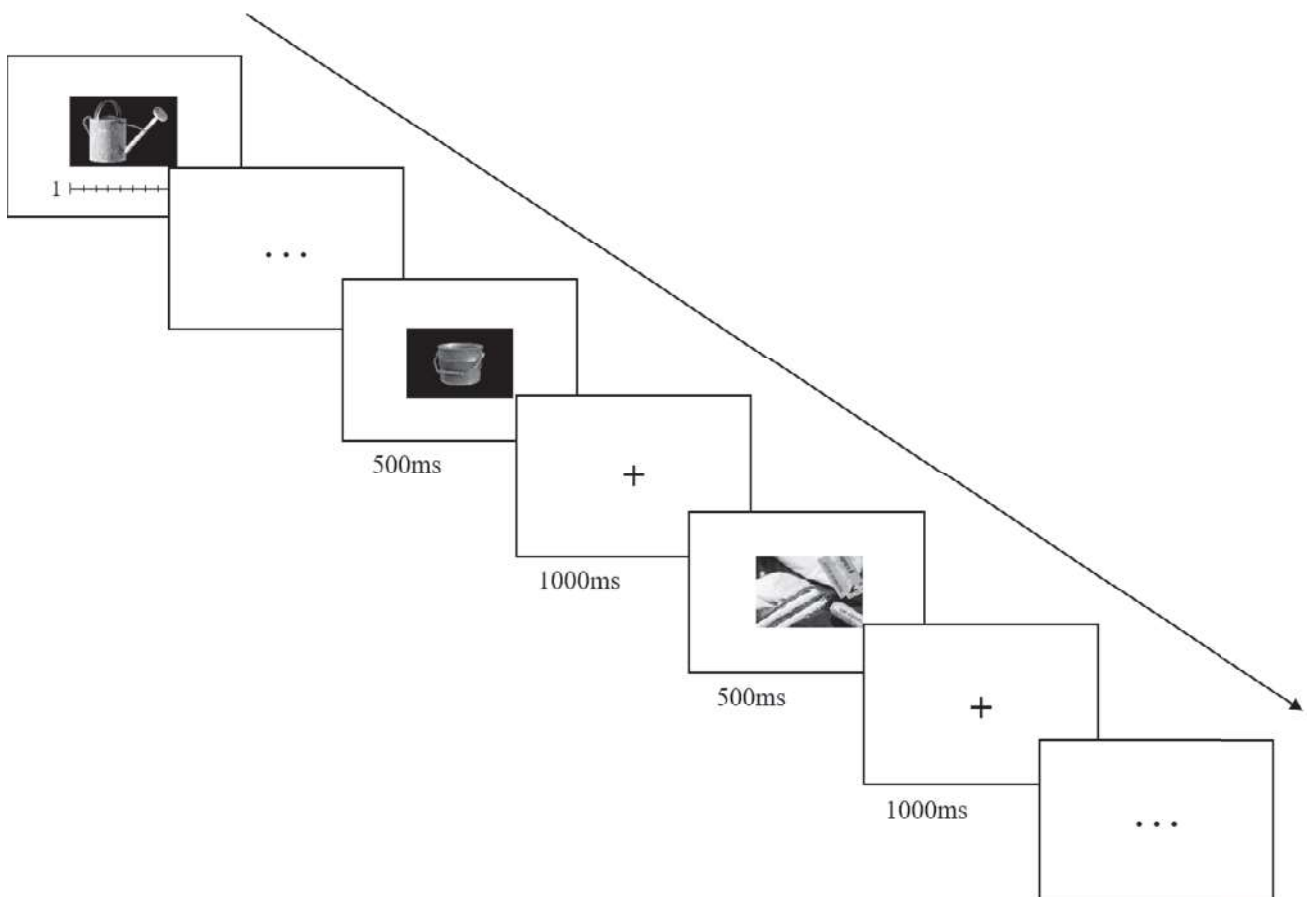 1
. . .
500ms
+
1000ms
500ms
+
1000ms
. . .